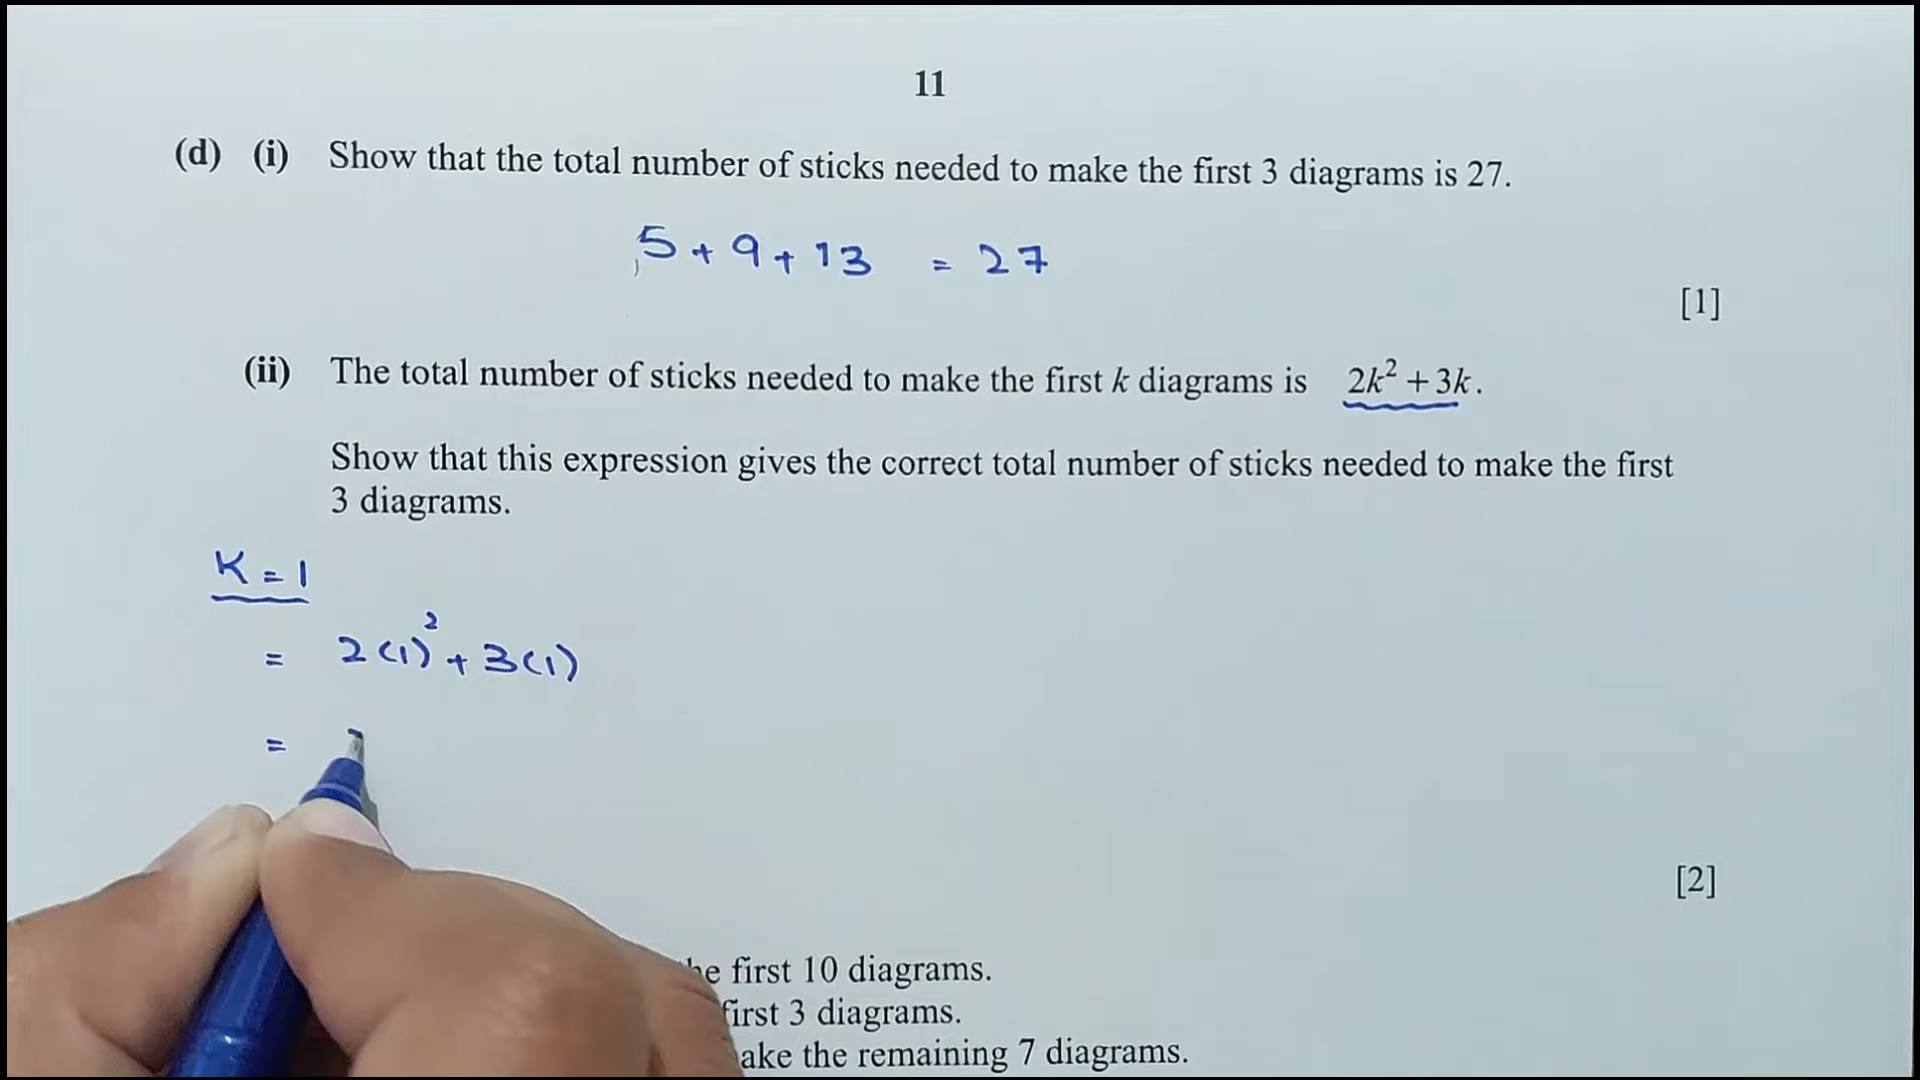 11
(d) (i) Show that the total number of sticks needed to make the first 3 diagrams is 27.
5 + 9 + 13 = 27
[1]
(ii) The total number of sticks needed to make the first k diagrams is 2k² + 3k.
Show that this expression gives the correct total number of sticks needed to make the first
3 diagrams.
K = 1
= 2(1)² + 3(1)
=
[2]
first 10 diagrams.
first 3 diagrams.
the remaining 7 diagrams.